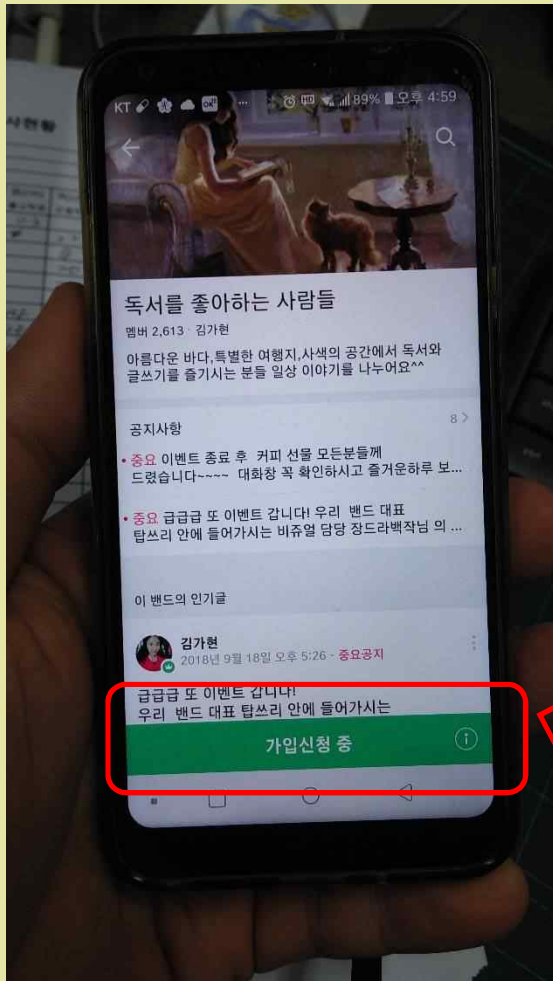 KT OK ... HD 89% 오후 4:59
독서를 좋아하는 사람들
멤버 2,613 · 김가현
아름다운 바다,특별한 여행지,사색의 공간에서 독서와
글쓰기를 즐기시는 분들 일상 이야기를 나누어요^^
공지사항 8 >
• 중요 이벤트 종료 후 커피 선물 모든분들께
드렸습니다~~~~ 대화창 꼭 확인하시고 즐거운하루 보...
• 중요 급급급 또 이벤트 갑니다! 우리 밴드 대표
탑쓰리 안에 들어가시는 비쥬얼 담당 장드라백작님 의 ...
이 밴드의 인기글
김가현
2018년 9월 18일 오후 5:26 · 중요공지
급급급 또 이벤트 갑니다!
우리 밴드 대표 탑쓰리 안에 들어가시는
가입신청 중